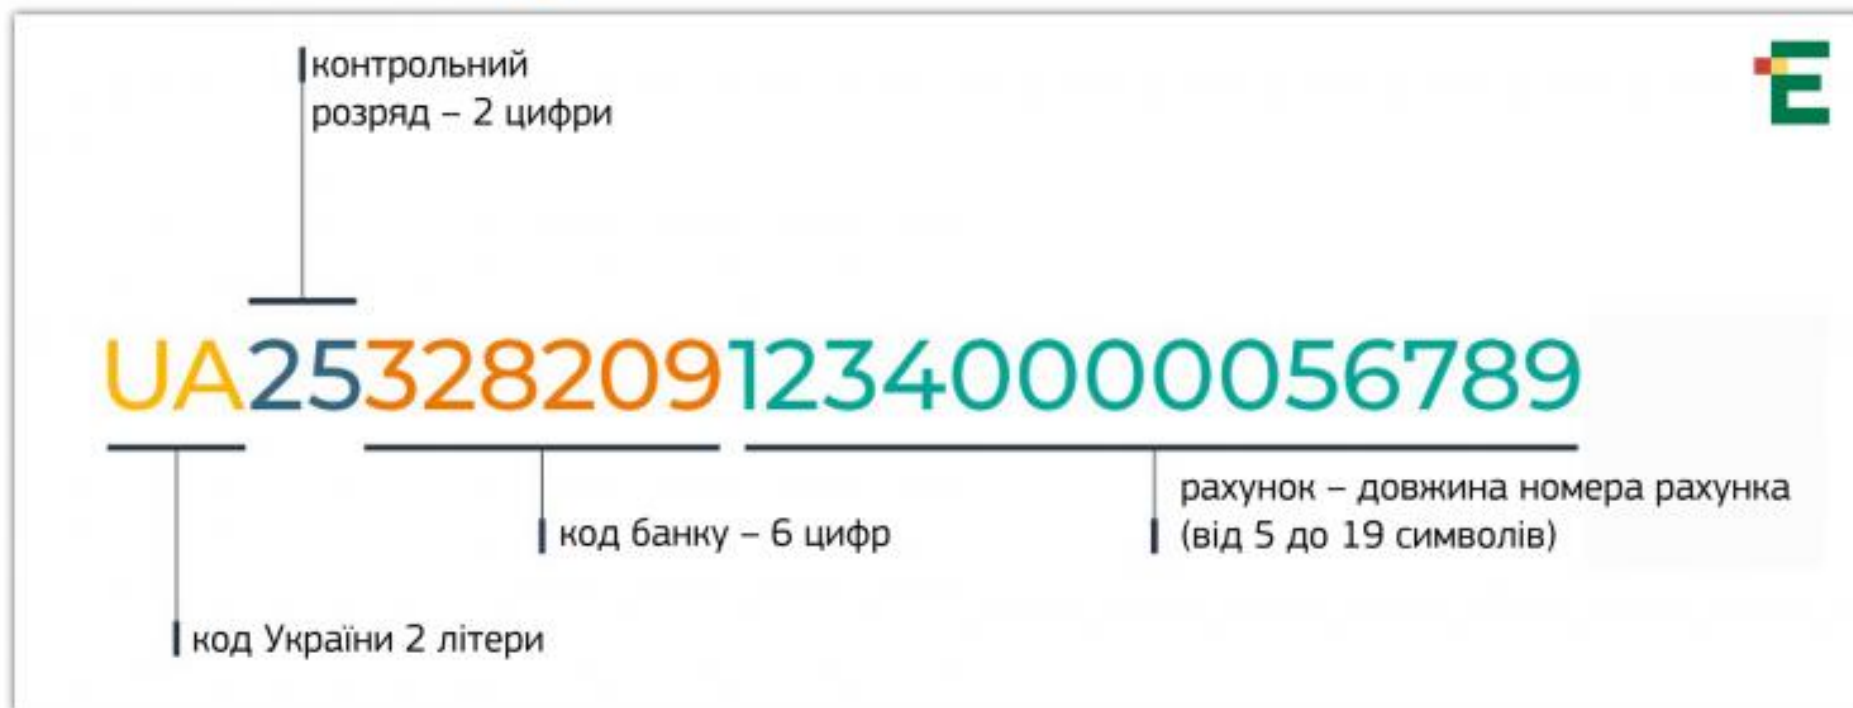 контрольний
розряд – 2 цифри
UA25328209123400000056789
рахунок – довжина номера рахунка
(від 5 до 19 символів)
код банку – 6 цифр
код України 2 літери